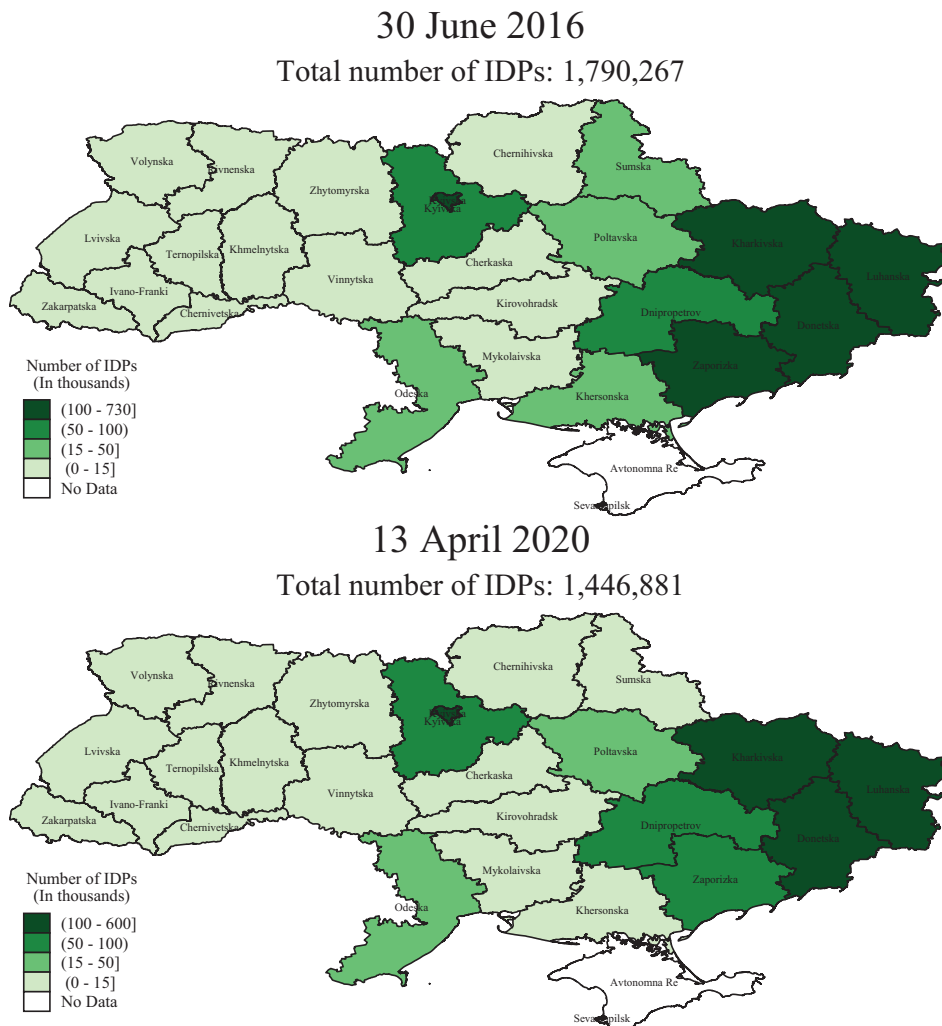 30 June 2016
Total number of IDPs: 1,790,267
Chernihivska
Volynska
Rivnenska
Sumska
Zhytomyrska
Kyivska
Lvivska
Poltavska
Kharkivska
Ternopilska
Khmelnytska
Cherkaska
Luhanska
Vinnytska
Ivano-Franki
Zakarpatska
Kirovohradsk
Chernivetska
Dnipropetrov
Donetska
Mykolaivska
Zaporizka
Odeska
Khersonska
Number of IDPs
(In thousands)
(100 - 730]
(50 - 100)
(15 - 50]
(0 - 15]
No Data
Avtonomna Re
13 April 2020
Total number of IDPs: 1,446,881
Chernihivska
Volynska
Rivnenska
Sumska
Zhytomyrska
Kyivska
Lvivska
Poltavska
Kharkivska
Ternopilska
Khmelnytska
Cherkaska
Luhanska
Vinnytska
Ivano-Franki
Zakarpatska
Kirovohradsk
Chernivetska
Dnipropetrov
Donetska
Mykolaivska
Zaporizka
Odeska
Khersonska
Number of IDPs
(In thousands)
(100 - 600]
(50 - 100)
(15 - 50]
(0 - 15]
No Data
Avtonomna Re